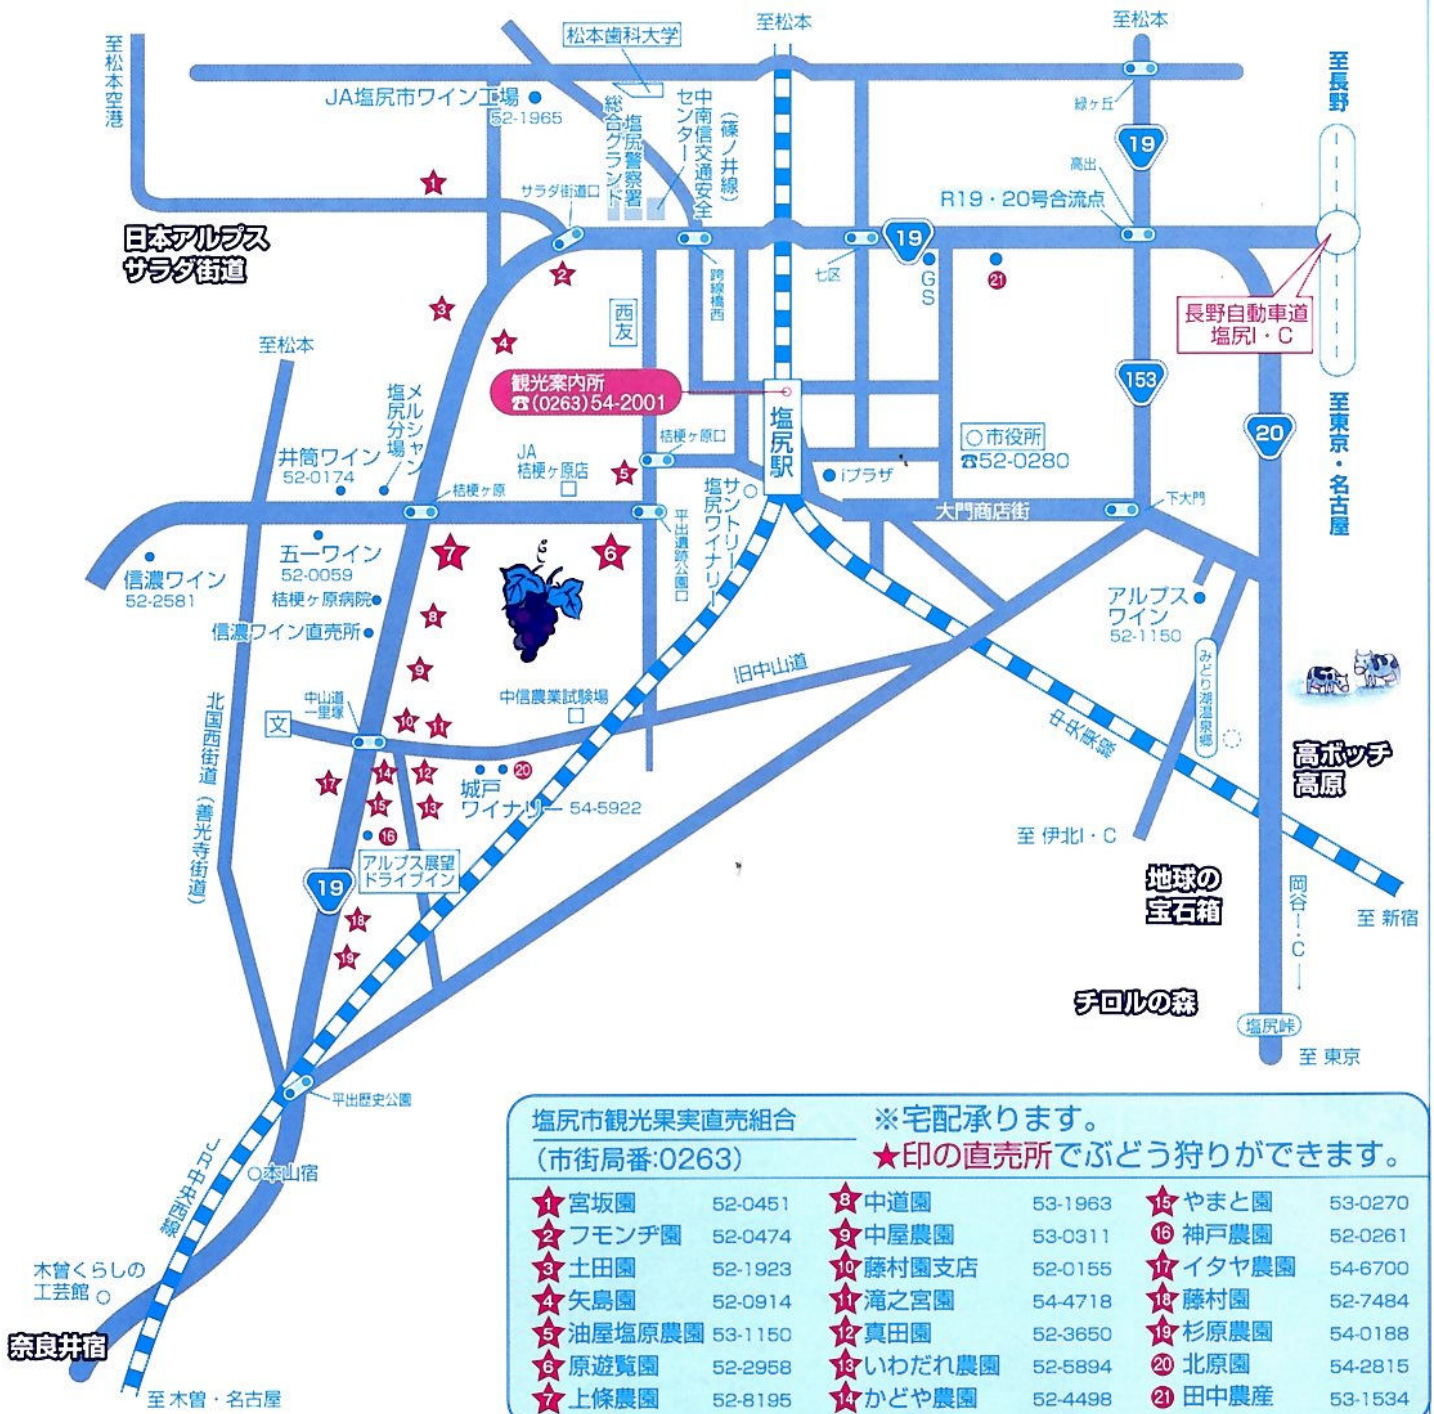 至松本
至松本
至松本空港
松本歯科大学
JA塩尻市ワイン工場
52-1965
総合グランド
塩尻警察署
中南信交通安全
センター
(篠ノ井線)
緑ヶ丘
19
至長野
1
サラダ街道口
高出
R19・20号合流点
日本アルプス
サラダ街道
19
2
跨線橋西
七区
GS
21
3
西友
長野自動車道
塩尻I・C
4
至松本
観光案内所
☎(0263)54-2001
153
塩尻駅
20
至東京・名古屋
メルシャン
塩尻分場
井筒ワイン
52-0174
桔梗ヶ原
JA
桔梗ヶ原店
5
桔梗ヶ原口
○市役所
☎52-0280
iプラザ
サントリー
塩尻ワイナリー
大門商店街
下大門
平出遺跡公園口
7
6
五一ワイン
52-0059
信濃ワイン
52-2581
桔梗ヶ原病院
信濃ワイン直売所
8
9
アルプス
ワイン
52-1150
みどり湖温泉郷
旧中山道
中央東線
中信農業試験場
北国西街道(善光寺街道)
中山道
一里塚
文
10
11
17
14
12
15
13
20
城戸
ワイナリー 54-5922
16
アルプス展望
ドライブイン
高ボッチ
高原
至 伊北I・C
地球の
宝石箱
岡谷I・C
至 新宿
19
18
19
チロルの森
塩尻峠
至 東京
平出歴史公園
JR中央西線
本山宿
木曽くらしの
工芸館
奈良井宿
至 木曽・名古屋
塩尻市観光果実直売組合
(市街局番:0263)
※宅配承ります。
★印の直売所でぶどう狩りができます。
1 宮坂園 52-0451
2 フモンヂ園 52-0474
3 土田園 52-1923
4 矢島園 52-0914
5 油屋塩原農園 53-1150
6 原遊覧園 52-2958
7 上條農園 52-8195
8 中道園 53-1963
9 中屋農園 53-0311
10 藤村園支店 52-0155
11 滝之宮園 54-4718
12 真田園 52-3650
13 いわだれ農園 52-5894
14 かどや農園 52-4498
15 やまと園 53-0270
16 神戸農園 52-0261
17 イタヤ農園 54-6700
18 藤村園 52-7484
19 杉原農園 54-0188
20 北原園 54-2815
21 田中農産 53-1534